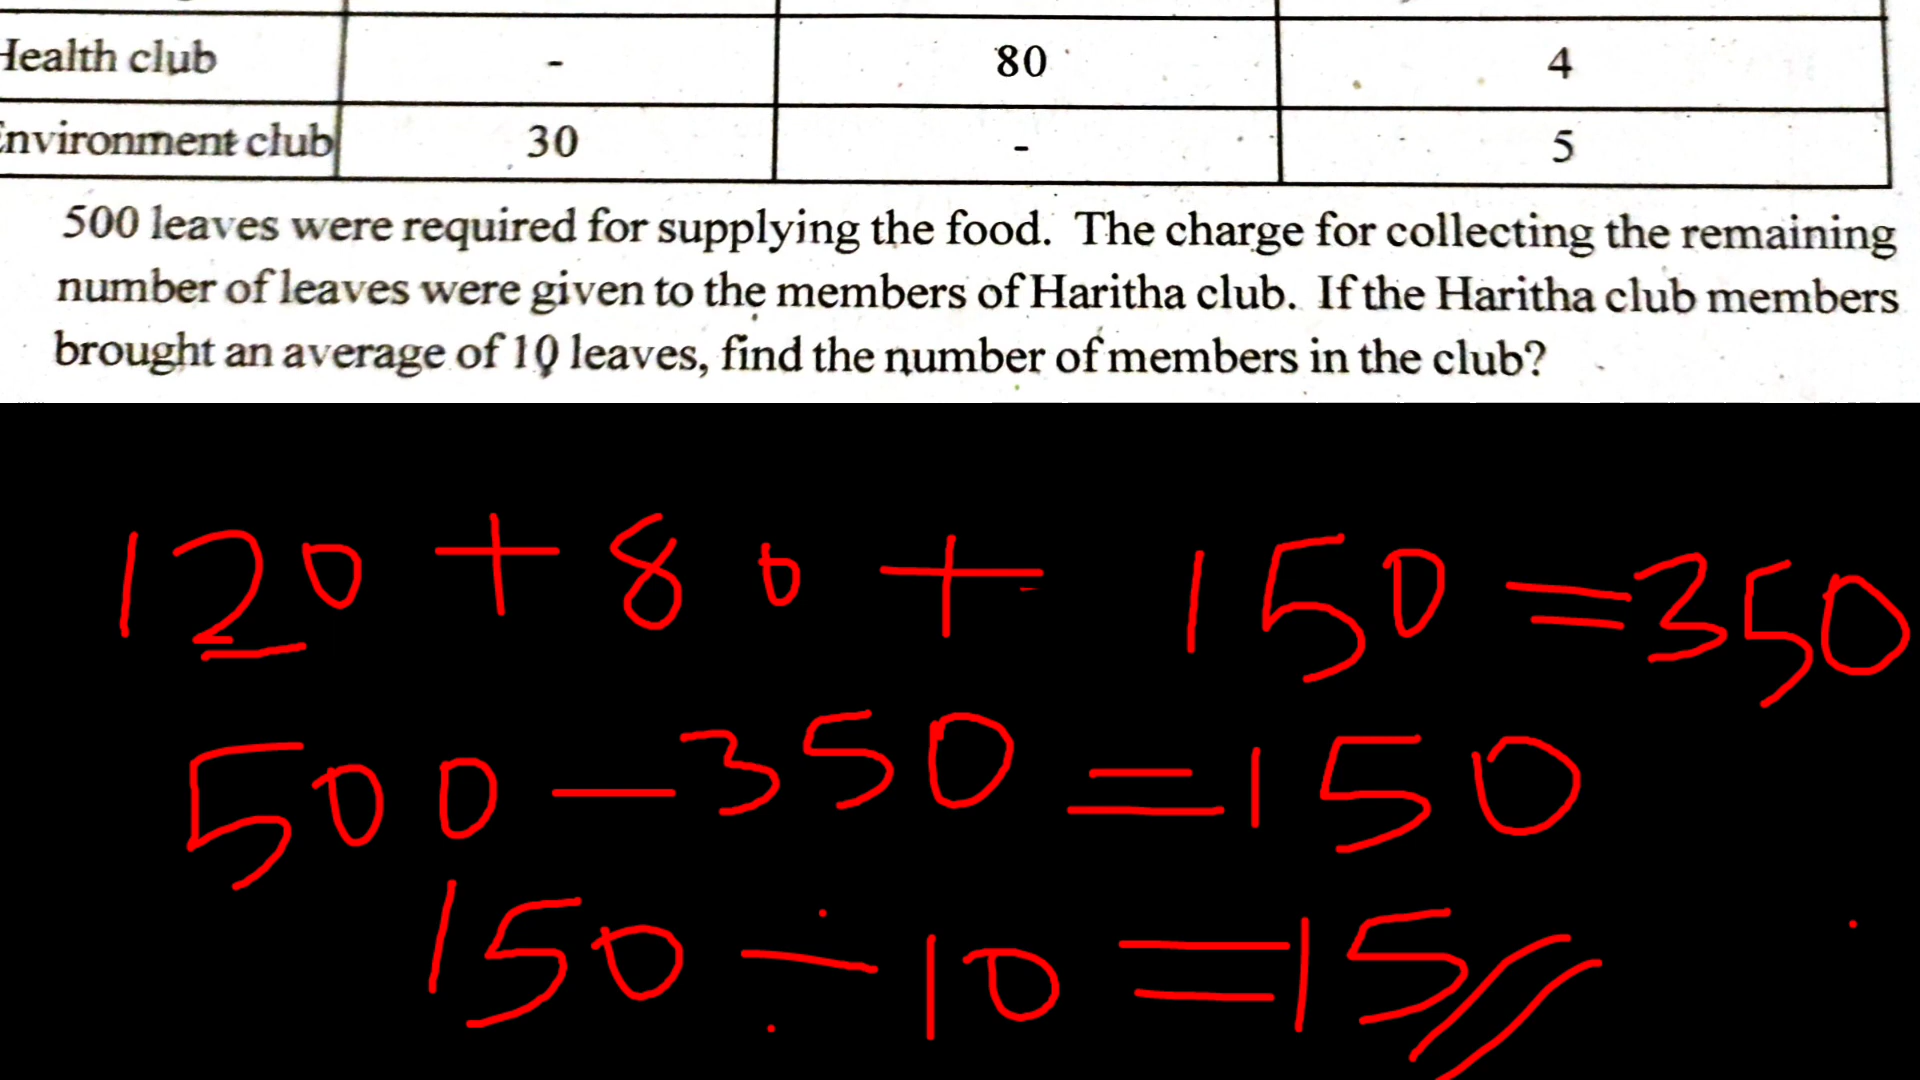 Health club - 80 4
Environment club 30 - 5
500 leaves were required for supplying the food. The charge for collecting the remaining
number of leaves were given to the members of Haritha club. If the Haritha club members
brought an average of 10 leaves, find the number of members in the club?
120 + 80 + 150 = 350
500 - 350 = 150
150 ÷ 10 = 15